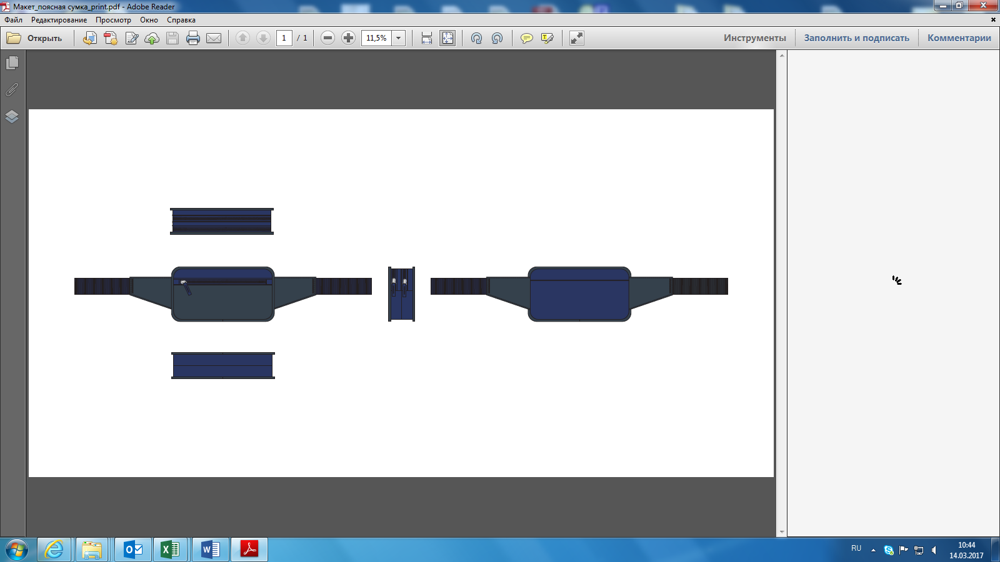 Макет_поясная сумка_print.pdf - Adobe Reader
Файл Редактирование Просмотр Окно Справка
Открыть 1 / 1 11,5% Инструменты Заполнить и подписать Комментарии
RU 10:44
14.03.2017